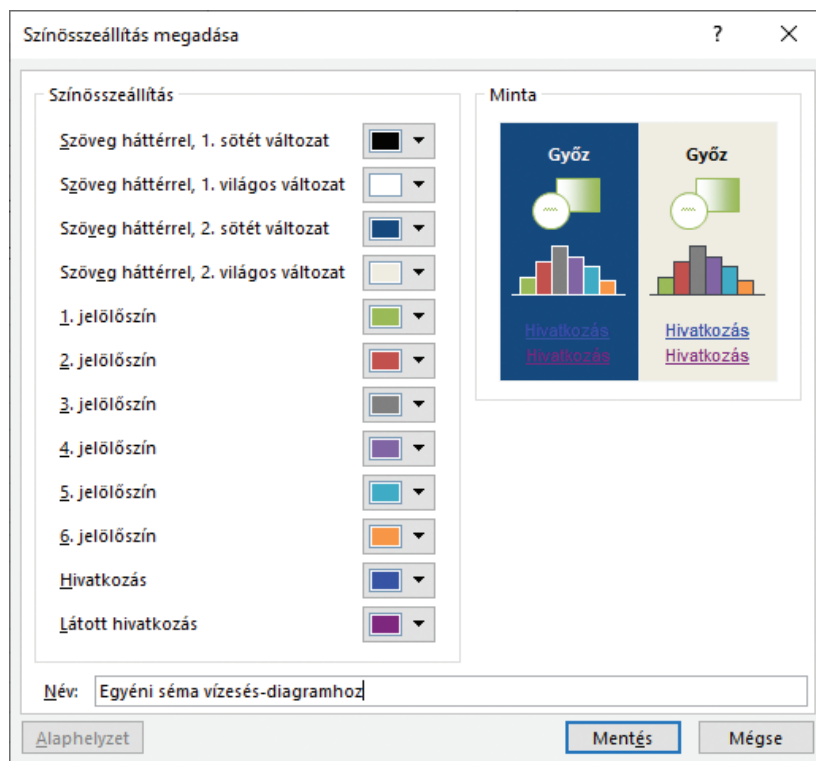 Színösszeállítás megadása
?
Színösszeállítás
Szöveg háttérrel, 1. sötét változat
Szöveg háttérrel, 1. világos változat
Szöveg háttérrel, 2. sötét változat
Szöveg háttérrel, 2. világos változat
1. jelölőszín
2. jelölőszín
3. jelölőszín
4. jelölőszín
5. jelölőszín
6. jelölőszín
Hivatkozás
Látott hivatkozás
Minta
Győz Győz
Hivatkozás Hivatkozás
Hivatkozás Hivatkozás
Név: Egyéni séma vízesés-diagramhoz
Alaphelyzet Mentés Mégse